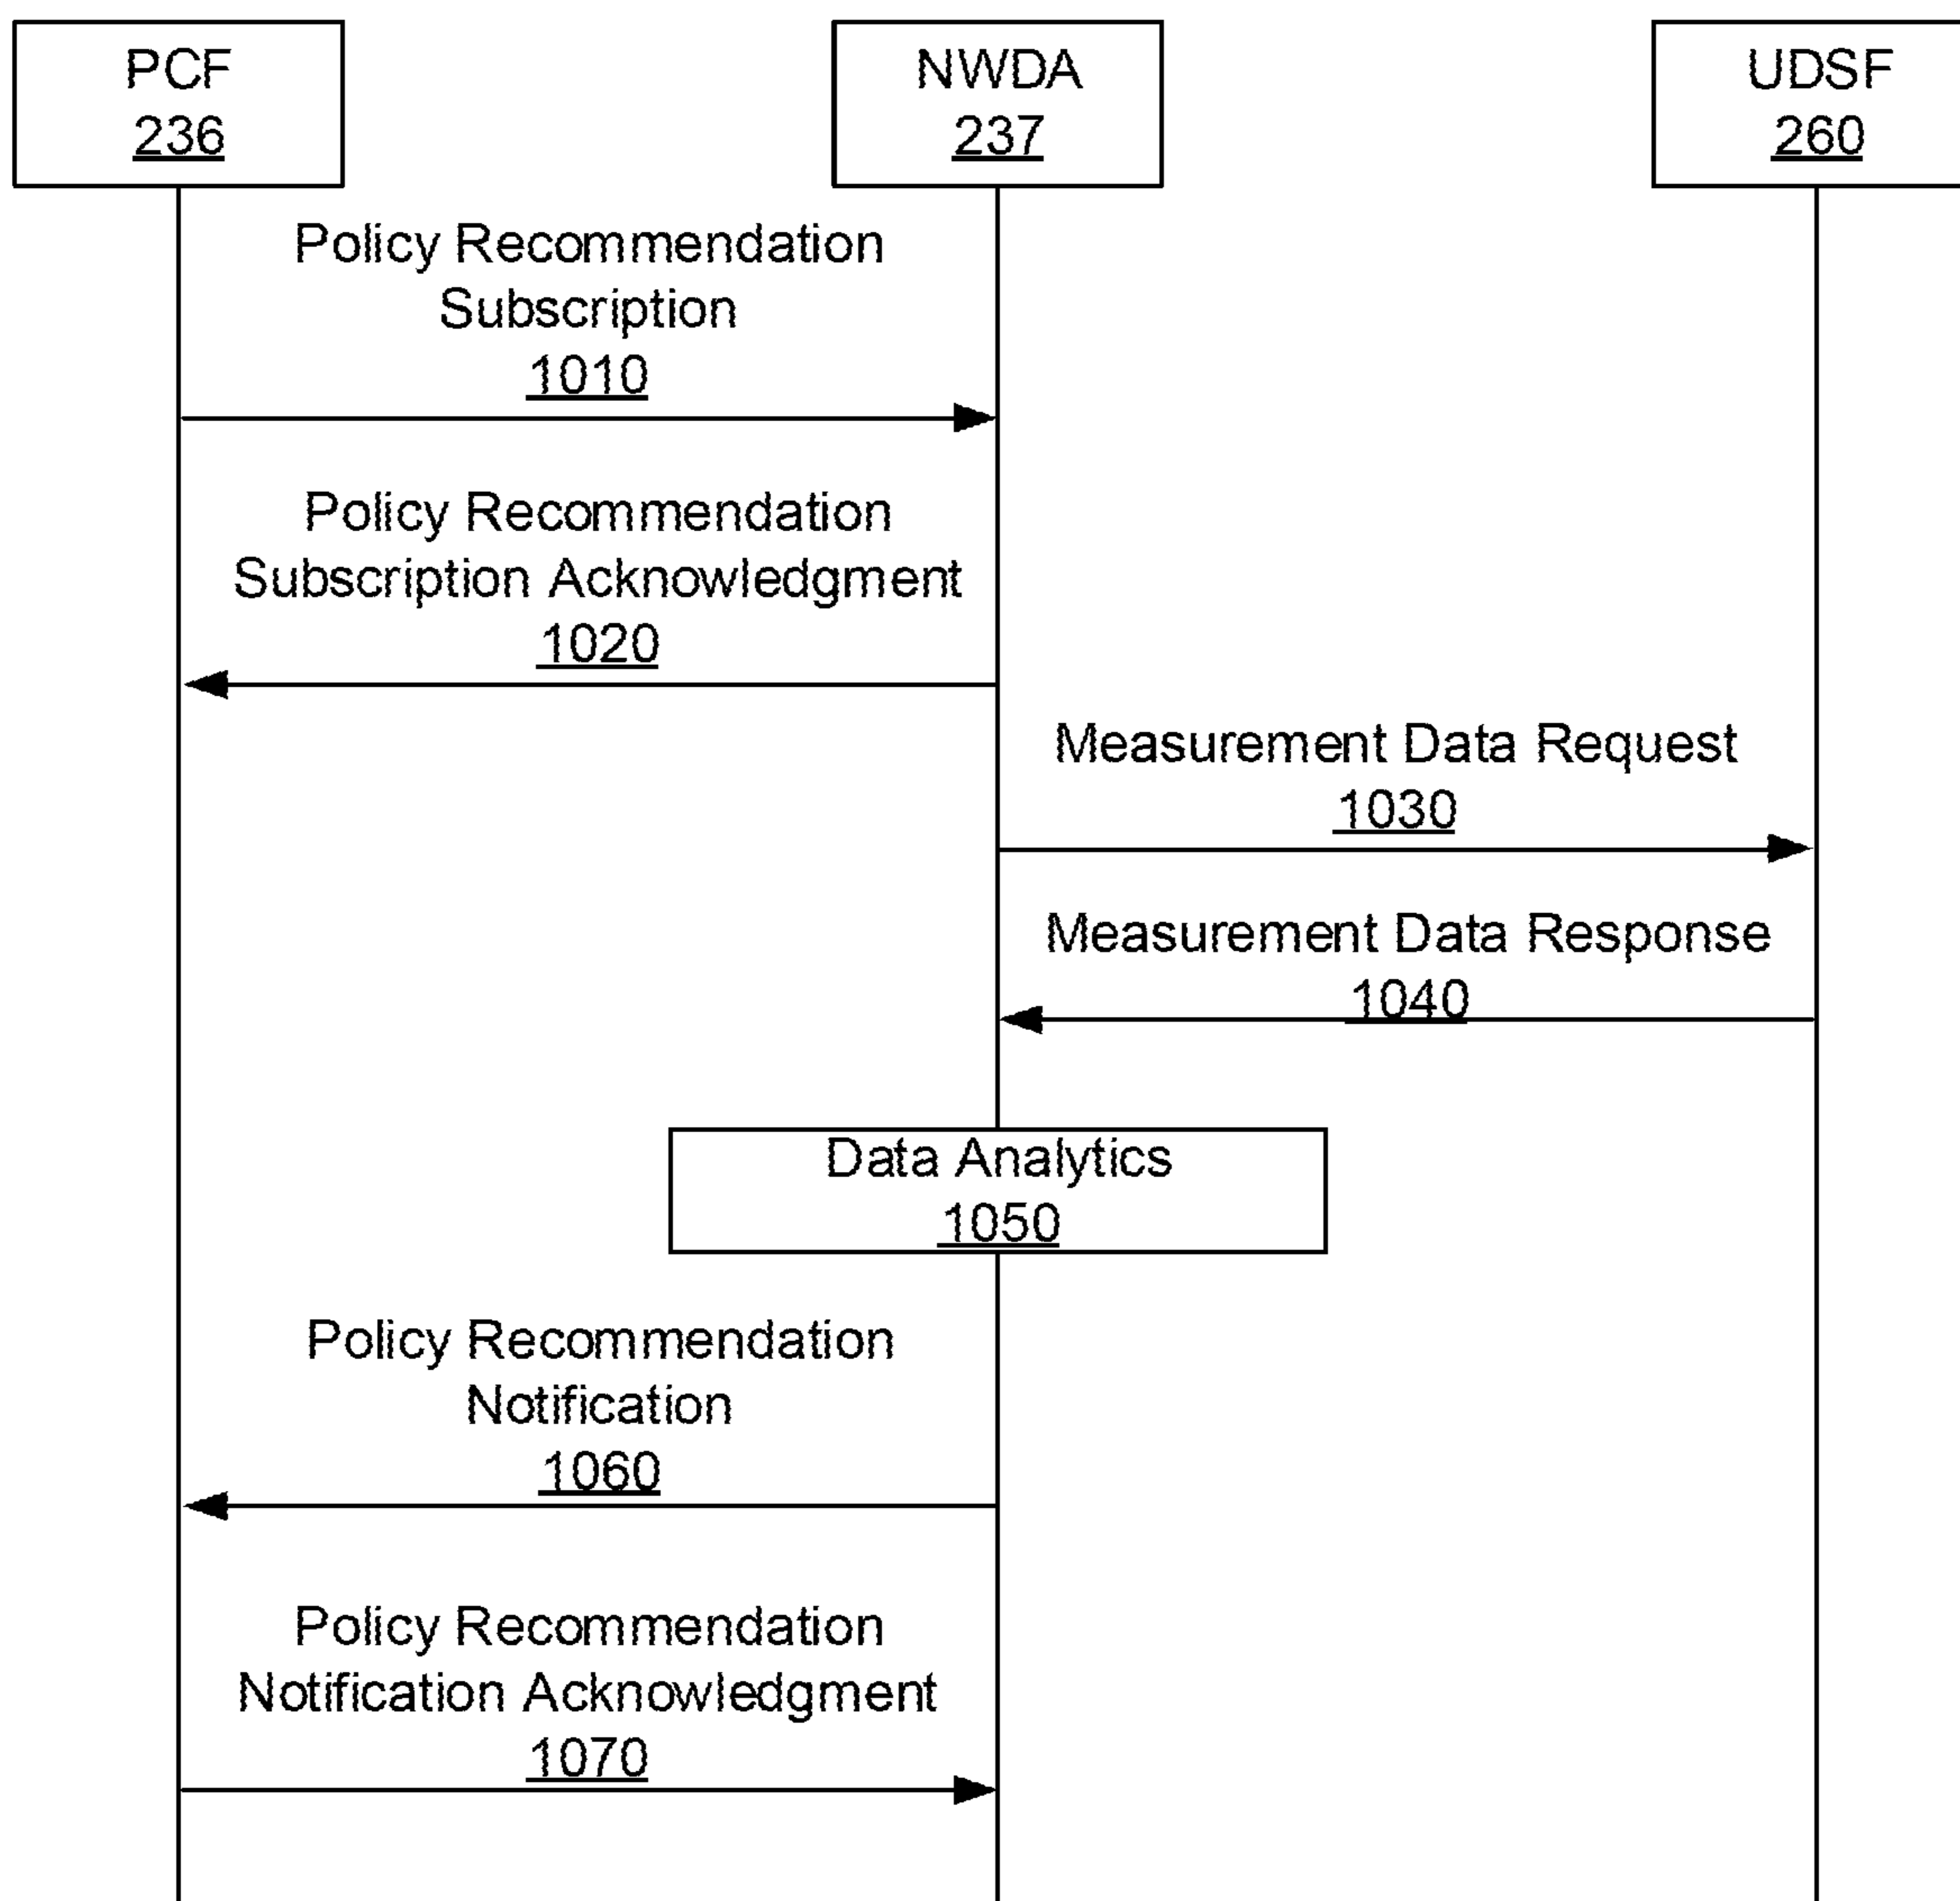 PCF
236
NWDA
237
UDSF
260
Policy Recommendation
Subscription
1010
Policy Recommendation
Subscription Acknowledgment
1020
Measurement Data Request
1030
Measurement Data Response
1040
Data Analytics
1050
Policy Recommendation
Notification
1060
Policy Recommendation
Notification Acknowledgment
1070